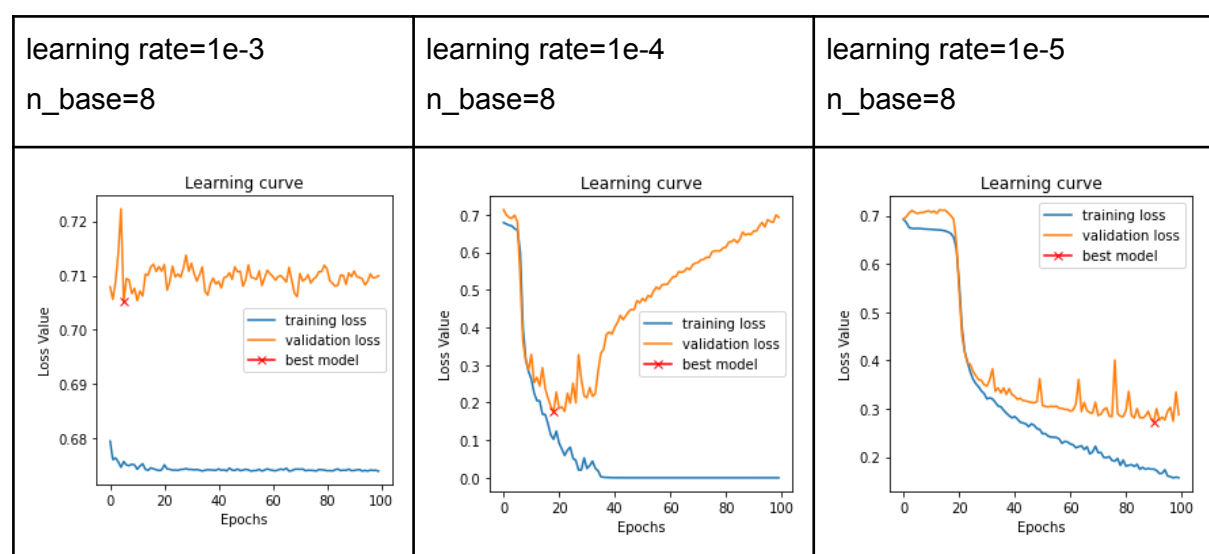 learning rate=1e-3
n_base=8
learning rate=1e-4
n_base=8
learning rate=1e-5
n_base=8
Learning curve
Loss Value
0.72
0.71
0.70
0.69
0.68
training loss
validation loss
best model
0 20 40 60 80 100
Epochs
Learning curve
Loss Value
0.7
0.6
0.5
0.4
0.3
0.2
0.1
0.0
training loss
validation loss
best model
0 20 40 60 80 100
Epochs
Learning curve
Loss Value
0.7
0.6
0.5
0.4
0.3
0.2
training loss
validation loss
best model
0 20 40 60 80 100
Epochs